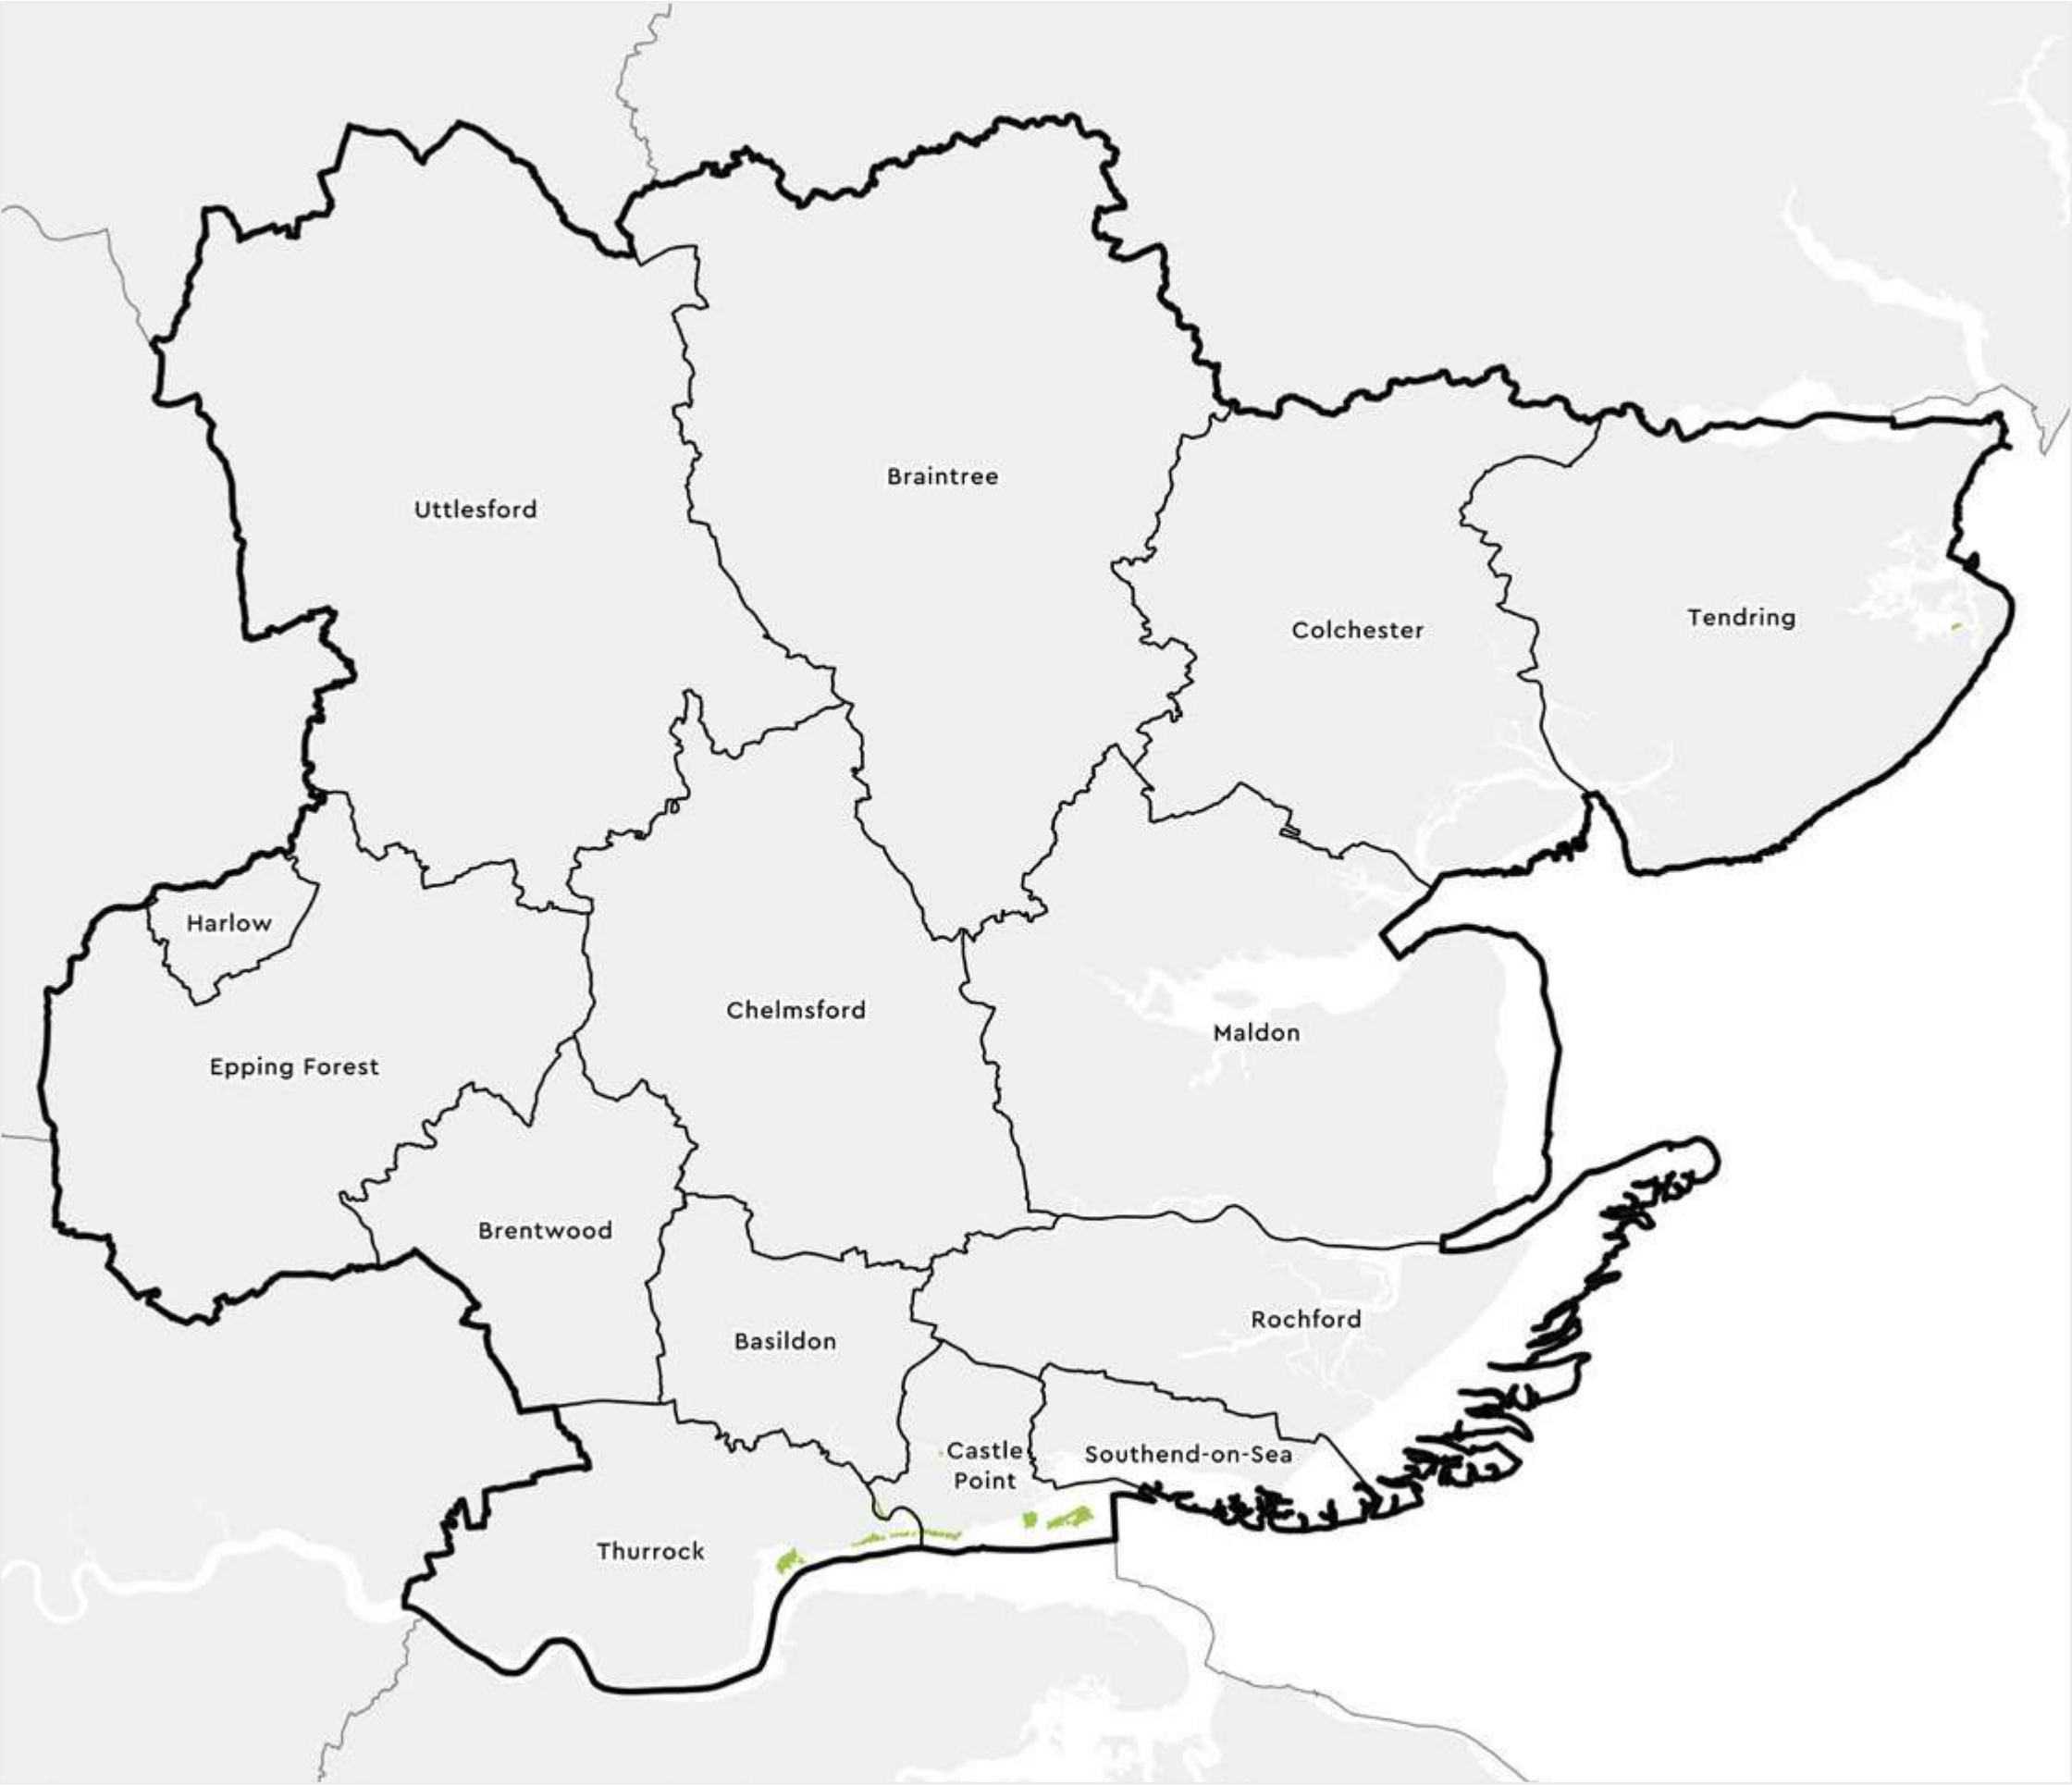 Braintree
Uttlesford
Tendring
Colchester
Harlow
Chelmsford
Maldon
Epping Forest
Brentwood
Rochford
Basildon
Castle
Point
Southend-on-Sea
Thurrock